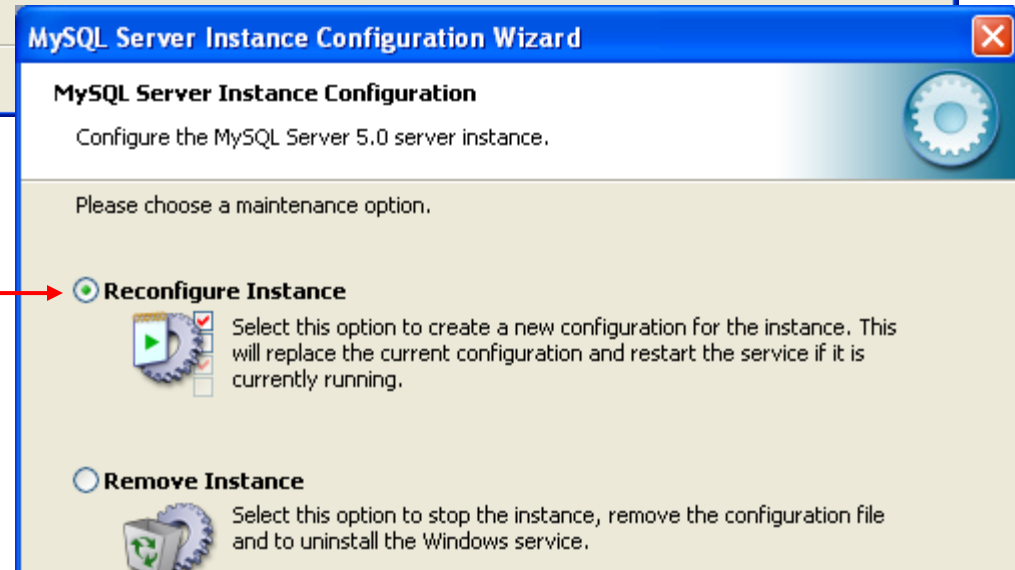 MySQL Server Instance Configuration Wizard
MySQL Server Instance Configuration
Configure the MySQL Server 5.0 server instance.
Please choose a maintenance option.
Reconfigure Instance
Select this option to create a new configuration for the instance. This
will replace the current configuration and restart the service if it is
currently running.
Remove Instance
Select this option to stop the instance, remove the configuration file
and to uninstall the Windows service.